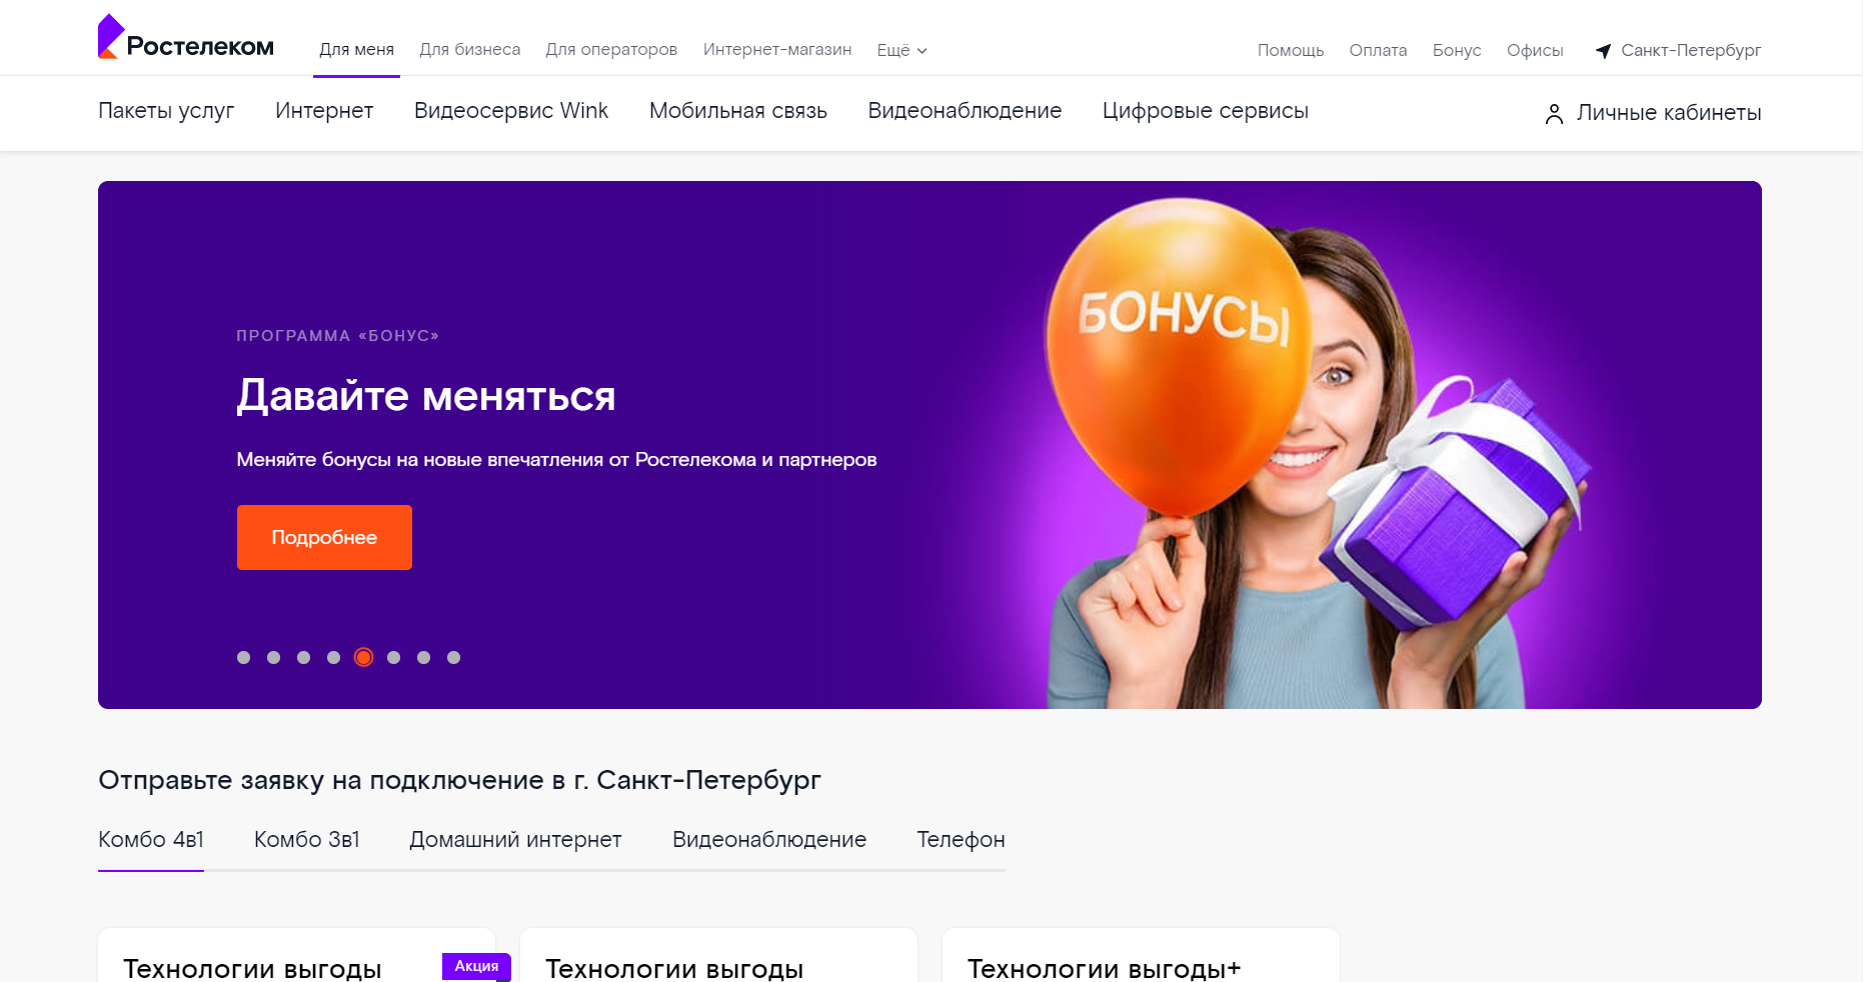 Ростелеком
Для меня Для бизнеса Для операторов Интернет-магазин Ещё
Помощь Оплата Бонус Офисы Санкт-Петербург
Пакеты услуг Интернет Видеосервис Wink Мобильная связь Видеонаблюдение Цифровые сервисы
Личные кабинеты
ПРОГРАММА «БОНУС»
Давайте меняться
Меняйте бонусы на новые впечатления от Ростелекома и партнеров
Подробнее
БОНУСЫ
Отправьте заявку на подключение в г. Санкт-Петербург
Комбо 4в1 Комбо 3в1 Домашний интернет Видеонаблюдение Телефон
Технологии выгоды
Акция
Технологии выгоды
Технологии выгоды+